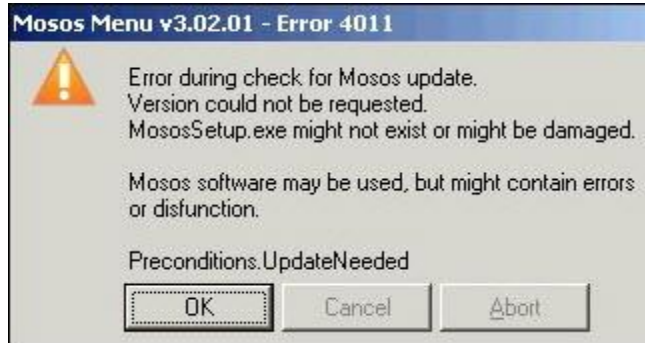 Mosos Menu v3.02.01 - Error 4011
Error during check for Mosos update.
Version could not be requested.
MososSetup.exe might not exist or might be damaged.
Mosos software may be used, but might contain errors
or disfunction.
Preconditions.UpdateNeeded
OK Cancel Abort